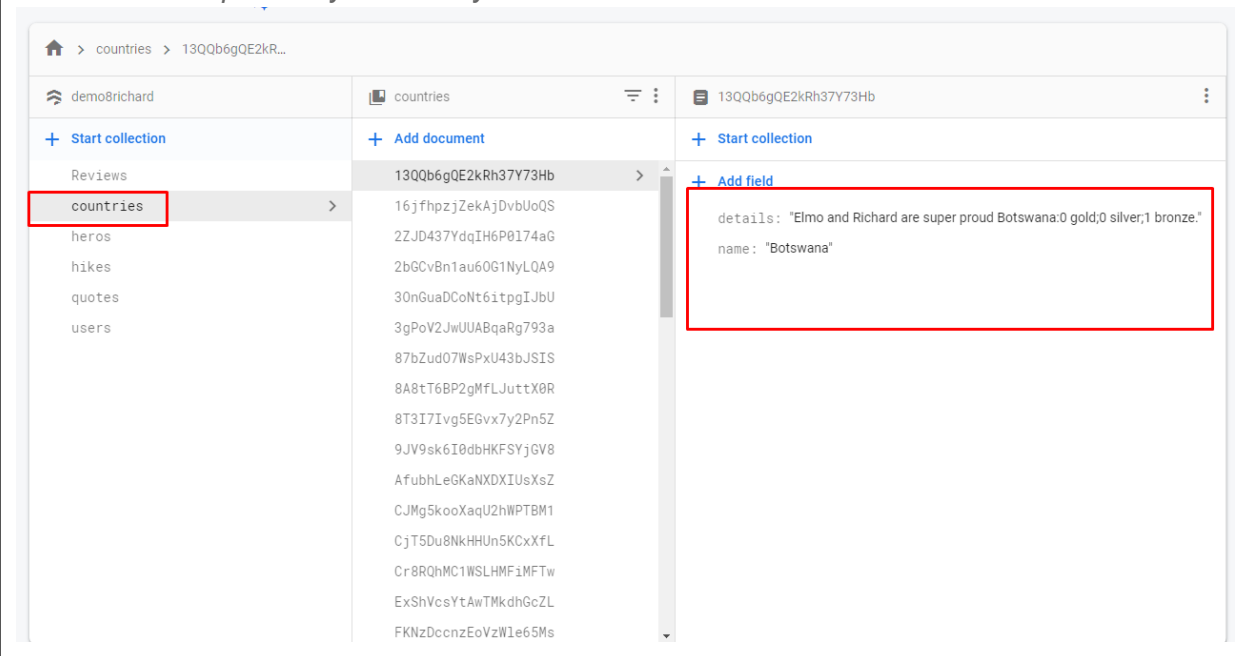 countries > 13QQb6gQE2kR...
demo8richard
countries
13QQb6gQE2kRh37Y73Hb
+ Start collection
+ Add document
+ Start collection
Reviews
countries
heros
hikes
quotes
users
13QQb6gQE2kRh37Y73Hb
16jfhpzjZekAjDvbUoQS
2ZJD437YdqIH6P0l74aG
2bGCvBn1au6OG1NyLQA9
3OnGuaDCoNt6itpgIJbU
3gPoV2JwUUABqaRg793a
87bZudO7WsPxU43bJSIS
8A8tT6BP2gMfLJuttX0R
8T3I7Ivg5EGvx7y2Pn5Z
9JV9sk6I0dbHKFSYjGV8
AfubhLeGKaNXDXIUsXsZ
CJMg5kooXaqU2hWPTBM1
CjT5Du8NkHHUn5KCxXfL
Cr8RQhMC1WSLHMFiMFTw
ExShVcsYtAwTMkdhGcZL
FKNzDccnzEoVzWle65Ms
+ Add field
details: "Elmo and Richard are super proud Botswana:0 gold;0 silver;1 bronze."
name: "Botswana"